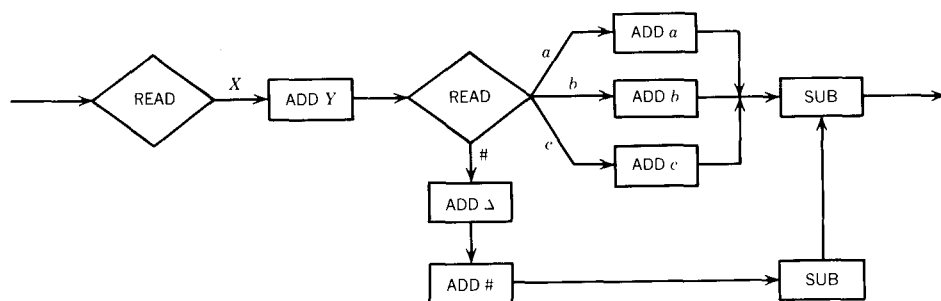 a
ADD a
X
b
READ
ADD Y
READ
ADD b
SUB
c
#
ADD c
ADD Δ
ADD #
SUB